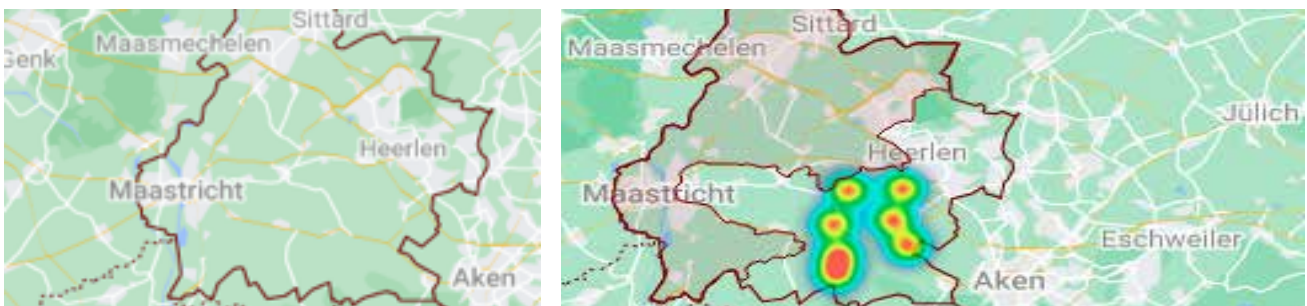 Sittard
Maasmechelen
Genk
Heerlen
Maastricht
Aken
Sittard
Maasmechelen
Jülich
Heerlen
Maastricht
Eschweiler
Aken